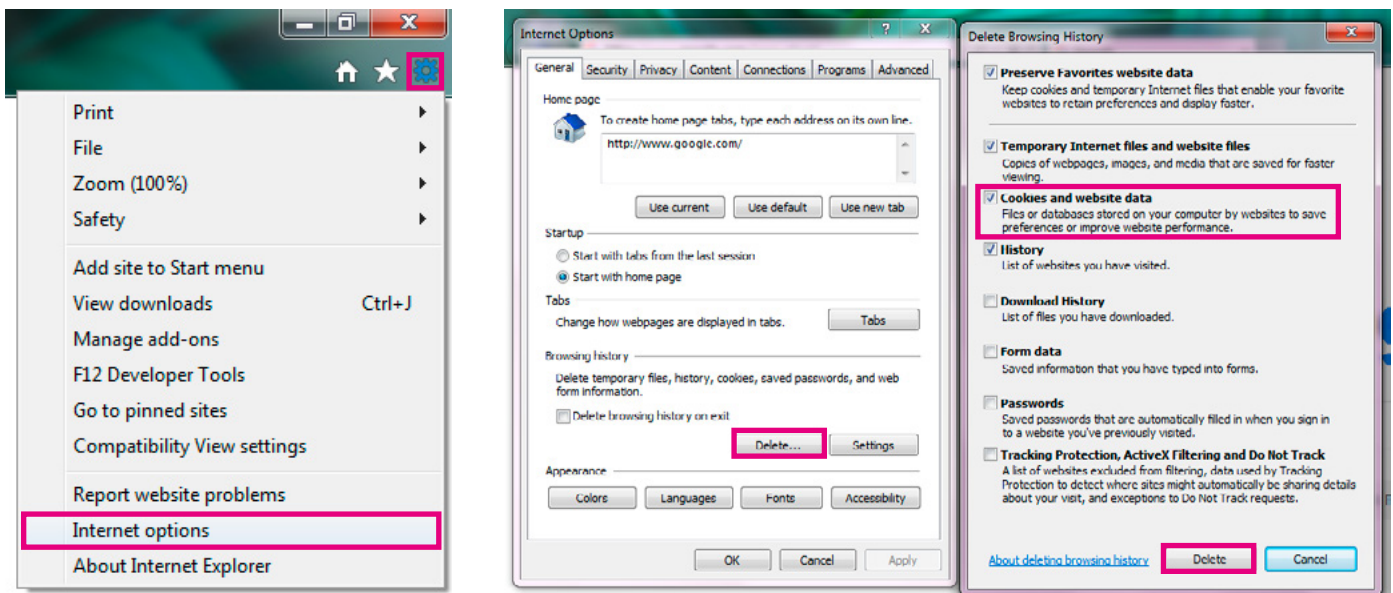 Print
File
Zoom (100%)
Safety
Add site to Start menu
View downloads Ctrl+J
Manage add-ons
F12 Developer Tools
Go to pinned sites
Compatibility View settings
Report website problems
Internet options
About Internet Explorer
Internet Options
General Security Privacy Content Connections Programs Advanced
Home page
To create home page tabs, type each address on its own line.
http://www.google.com/
Use current Use default Use new tab
Startup
Start with tabs from the last session
Start with home page
Tabs
Change how webpages are displayed in tabs. Tabs
Browsing history
Delete temporary files, history, cookies, saved passwords, and web
form information.
Delete browsing history on exit
Delete... Settings
Appearance
Colors Languages Fonts Accessibility
OK Cancel Apply
Delete Browsing History
Preserve Favorites website data
Keep cookies and temporary Internet files that enable your favorite
websites to retain preferences and display faster.
Temporary Internet files and website files
Copies of webpages, images, and media that are saved for faster
viewing.
Cookies and website data
Files or databases stored on your computer by websites to save
preferences or improve website performance.
History
List of websites you have visited.
Download History
List of files you have downloaded.
Form data
Saved information that you have typed into forms.
Passwords
Saved passwords that are automatically filled in when you sign in
to a website you've previously visited.
Tracking Protection, ActiveX Filtering and Do Not Track
A list of websites excluded from filtering, data used by Tracking
Protection to detect where sites might automatically be sharing details
about your visit, and exceptions to Do Not Track requests.
About deleting browsing history Delete Cancel